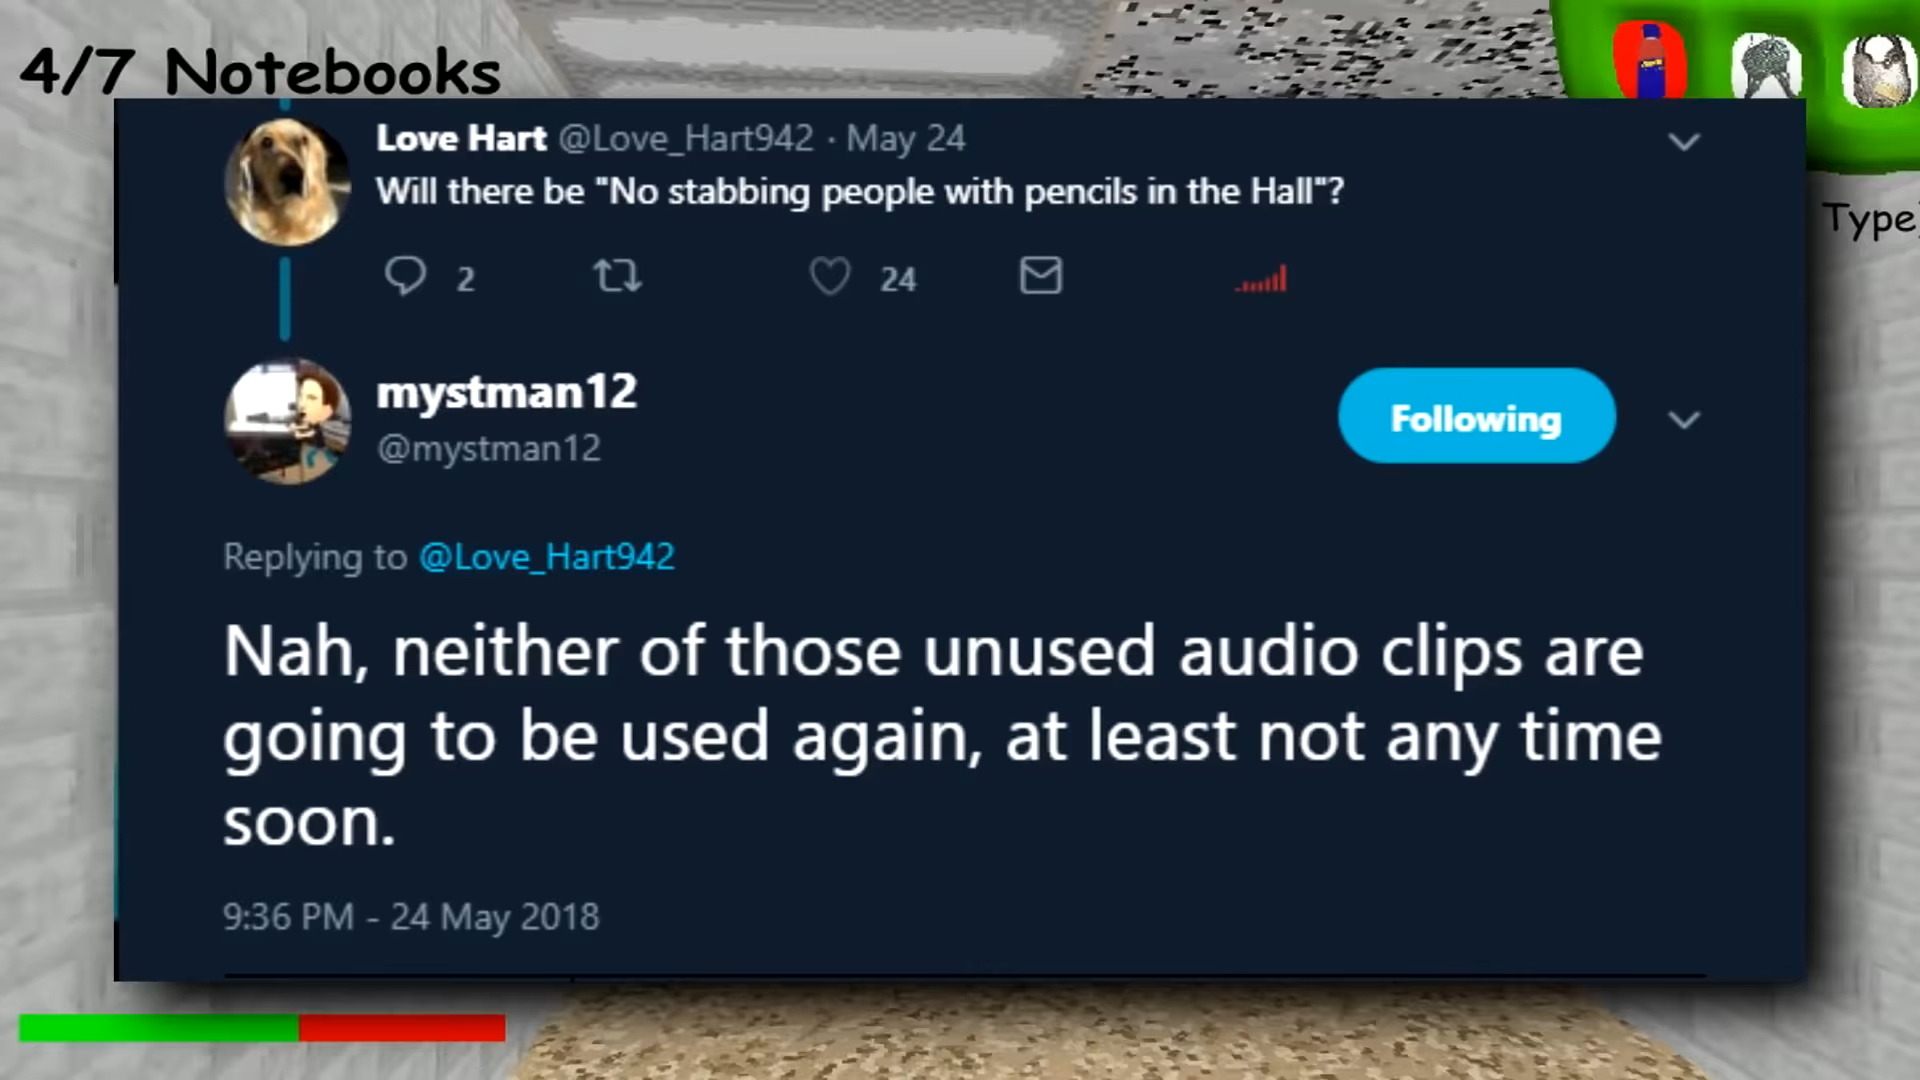 4/7 Notebooks
Love Hart @Love_Hart942 · May 24
Will there be "No stabbing people with pencils in the Hall"?
2 24
mystman12
@mystman12
Following
Replying to @Love_Hart942
Nah, neither of those unused audio clips are
going to be used again, at least not any time
soon.
9:36 PM - 24 May 2018
Type